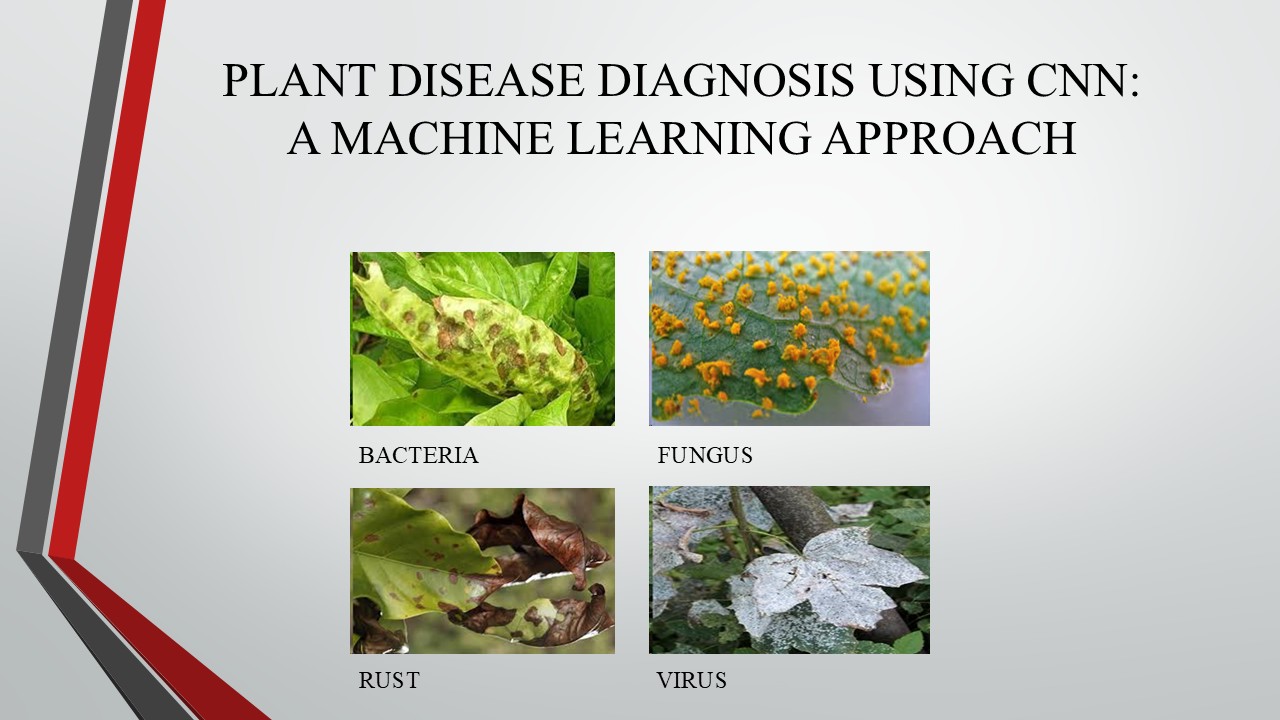 PLANT DISEASE DIAGNOSIS USING CNN:
A MACHINE LEARNING APPROACH
BACTERIA
FUNGUS
RUST
VIRUS